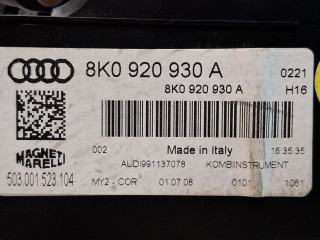 8K0 920 930 A 0221
8K0 920 930 A H16
002 Made in Italy 16:35:35
MAGNETI MARELLI AUDI991137078 KOMBIINSTRUMENT
503.001.523.104 MY2 - COR 01.07.08 0101 1061